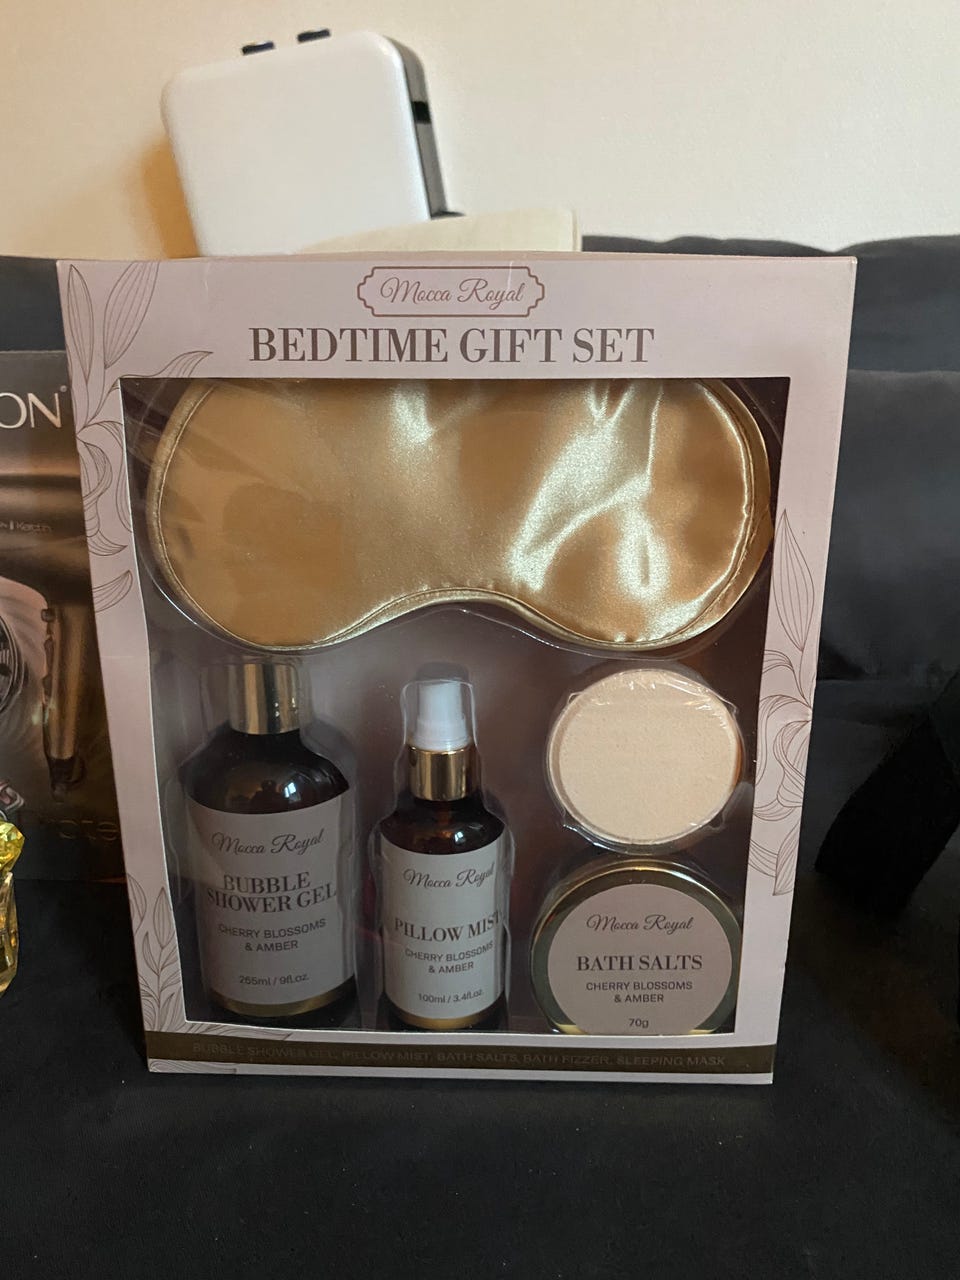 Mocca Royal
BEDTIME GIFT SET
ON
Keratin
Mocca Royal
BUBBLE
SHOWER GEL
CHERRY BLOSSOMS
& AMBER
265ml / 9fl.oz.
Mocca Royal
PILLOW MIST
CHERRY BLOSSOMS
& AMBER
100ml / 3.4fl.oz.
Mocca Royal
BATH SALTS
CHERRY BLOSSOMS
& AMBER
70g
BUBBLE SHOWER GEL, PILLOW MIST, BATH SALTS, BATH FIZZER, SLEEPING MASK